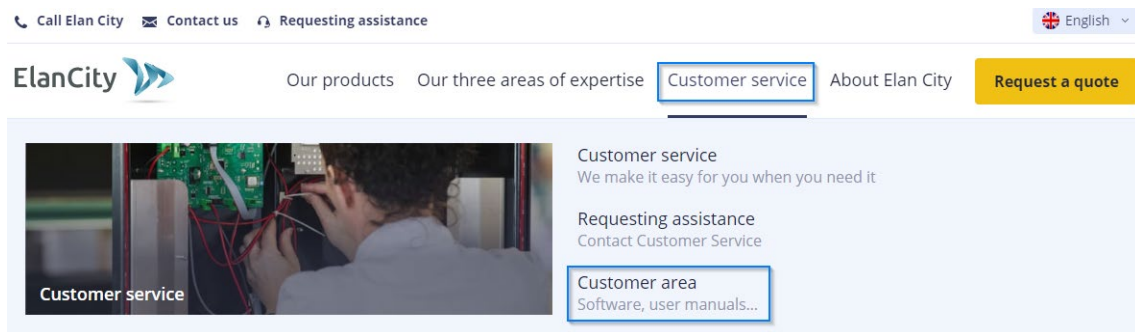 Call Elan City Contact us Requesting assistance English
ElanCity Our products Our three areas of expertise Customer service About Elan City Request a quote
Customer service
We make it easy for you when you need it
Requesting assistance
Contact Customer Service
Customer area
Software, user manuals...
Customer service